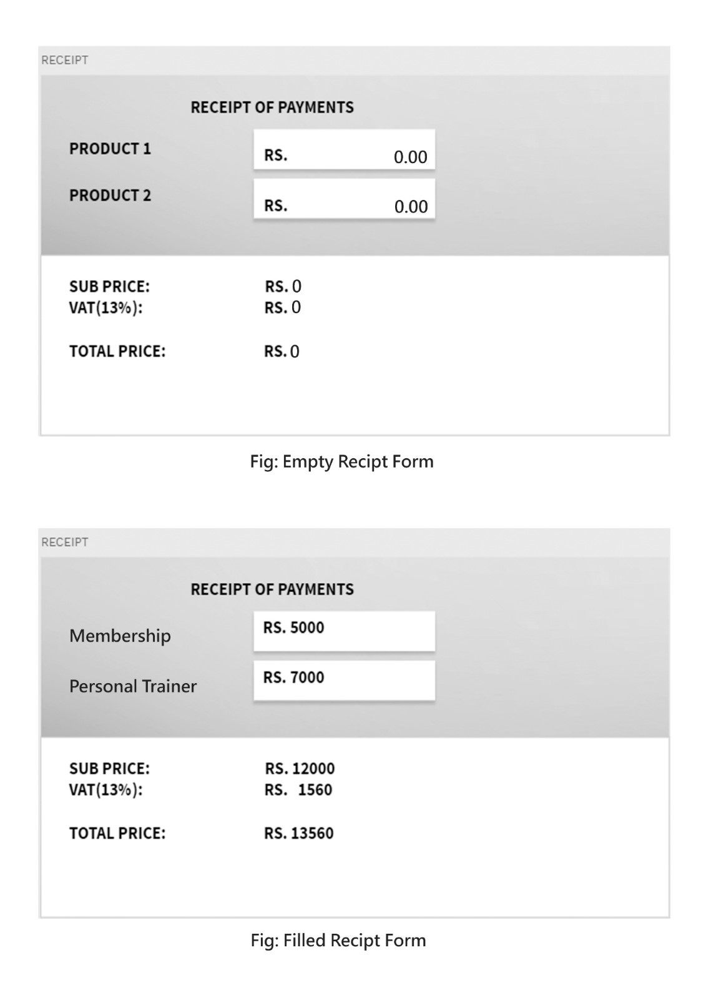 RECEIPT
RECEIPT OF PAYMENTS
PRODUCT 1 RS. 0.00
PRODUCT 2 RS. 0.00
SUB PRICE: RS. 0
VAT(13%): RS. 0
TOTAL PRICE: RS. 0
Fig: Empty Recipt Form
RECEIPT
RECEIPT OF PAYMENTS
Membership RS. 5000
Personal Trainer RS. 7000
SUB PRICE: RS. 12000
VAT(13%): RS. 1560
TOTAL PRICE: RS. 13560
Fig: Filled Recipt Form